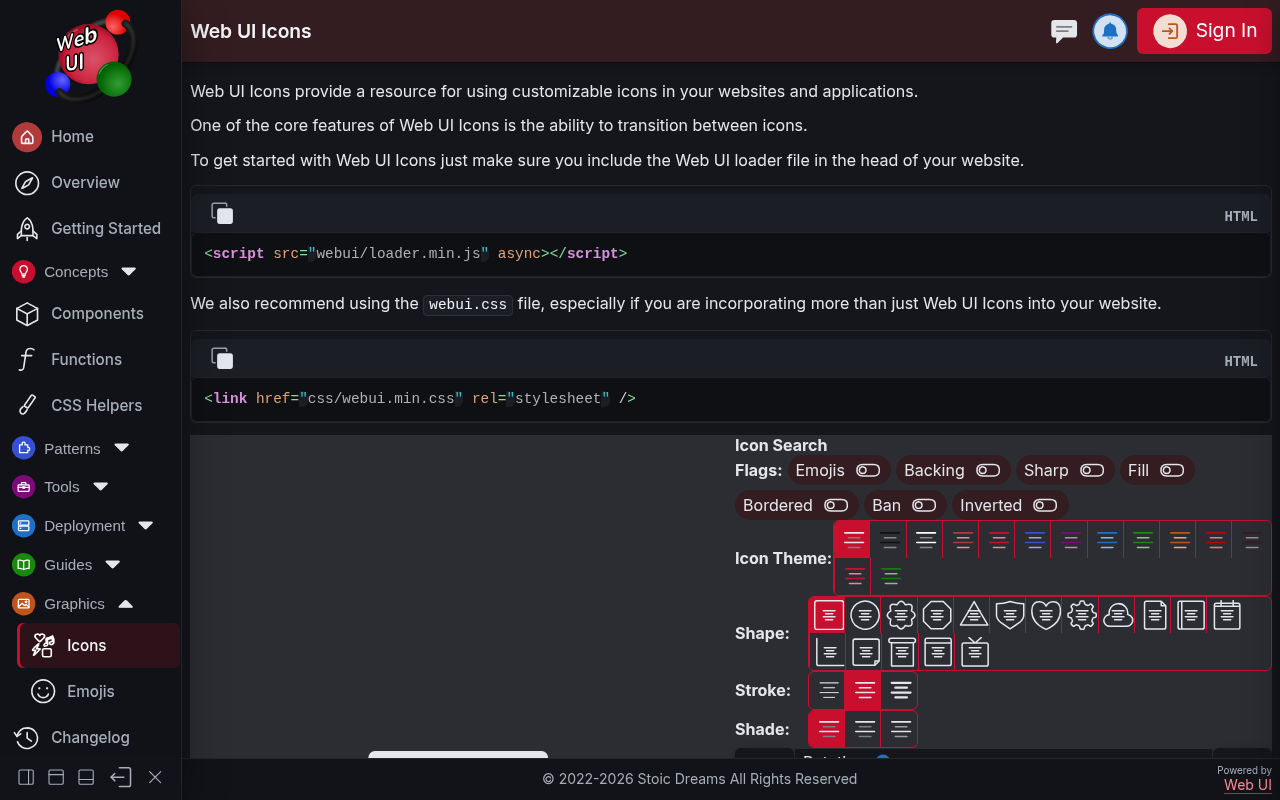 Web UI
Home
Overview
Getting Started
Concepts
Components
Functions
CSS Helpers
Patterns
Tools
Deployment
Guides
Graphics
Icons
Emojis
Changelog
Web UI Icons
Sign In
Web UI Icons provide a resource for using customizable icons in your websites and applications.
One of the core features of Web UI Icons is the ability to transition between icons.
To get started with Web UI Icons just make sure you include the Web UI loader file in the head of your website.
HTML
<script src="webui/loader.min.js" async></script>
We also recommend using the webui.css file, especially if you are incorporating more than just Web UI Icons into your website.
HTML
<link href="css/webui.min.css" rel="stylesheet" />
Icon Search
Flags: Emojis Backing Sharp Fill
Bordered Ban Inverted
Icon Theme:
Shape:
Stroke:
Shade:
© 2022-2026 Stoic Dreams All Rights Reserved
Powered by
Web UI